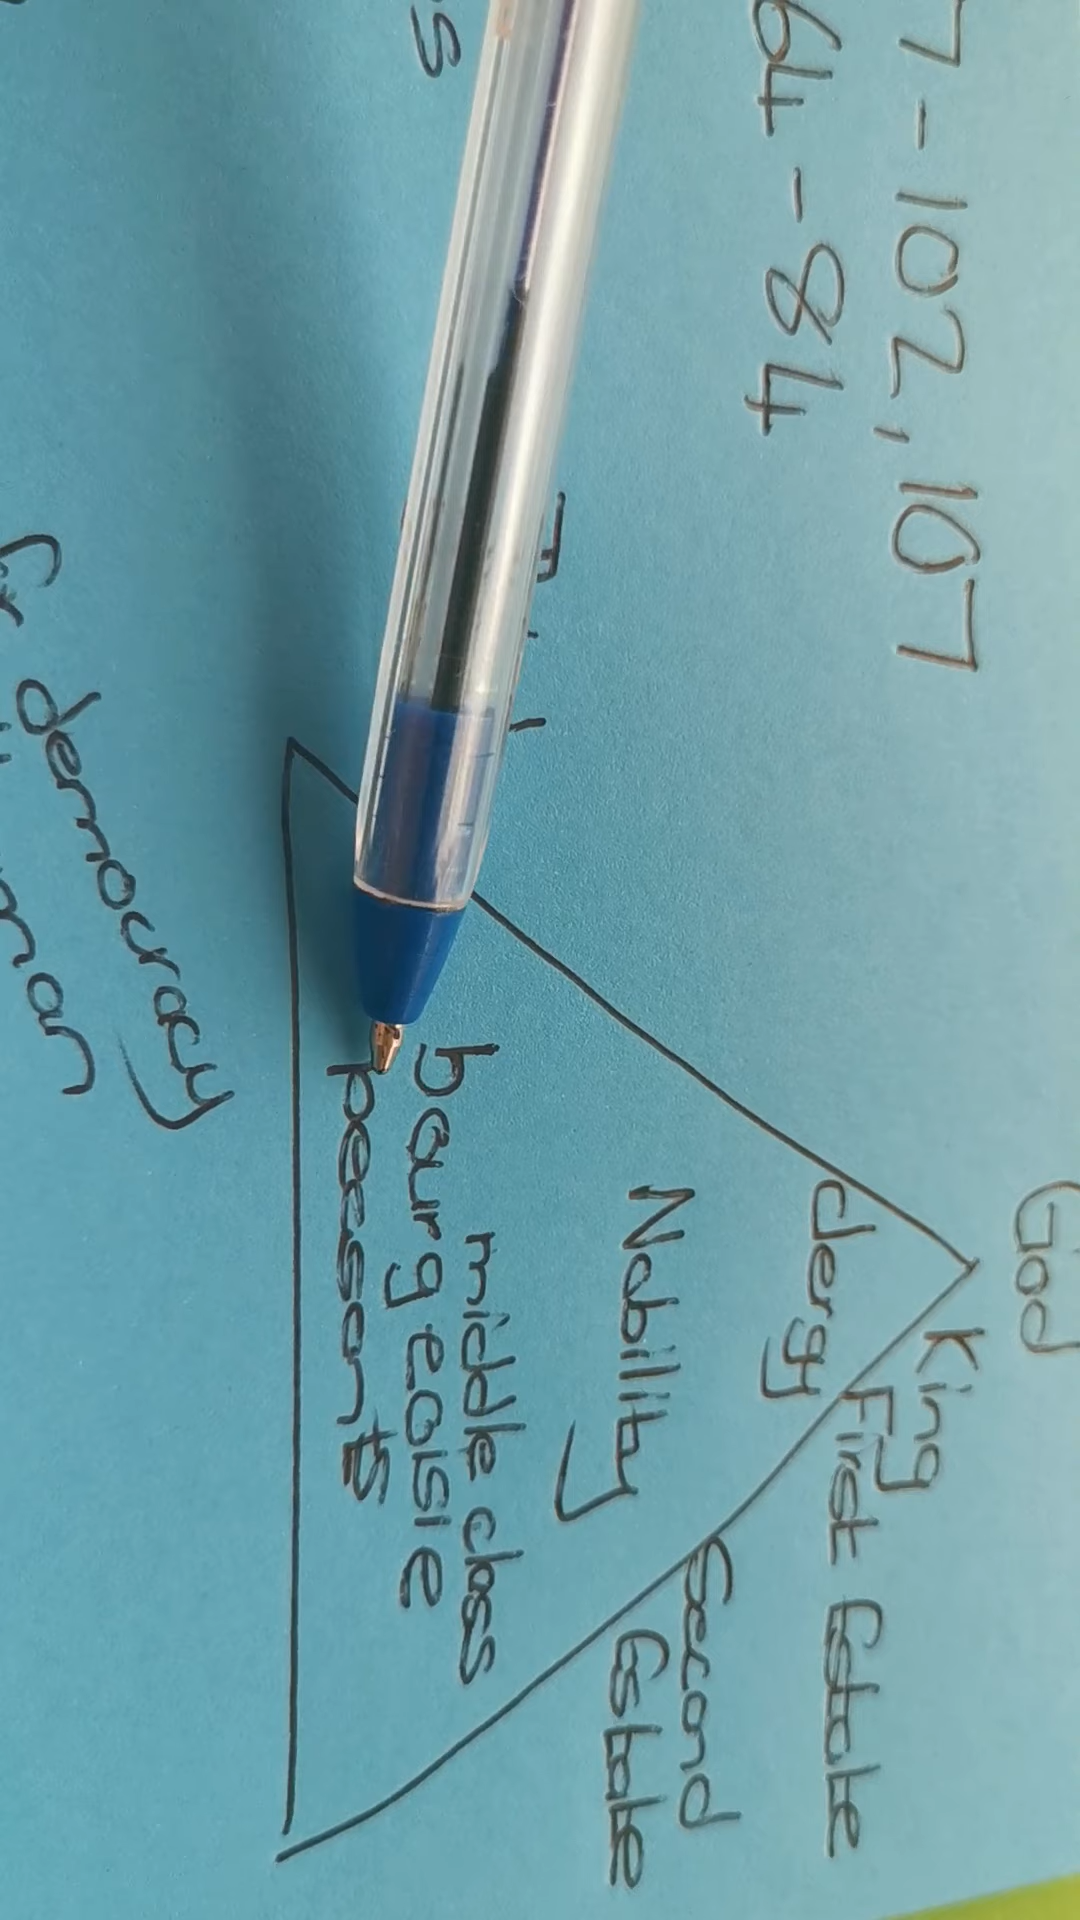 7-102, 107
64-84
God
King
First Estate
clergy
Second
Estate
Nobility
middle class
bourgeoisie
peasants
democracy